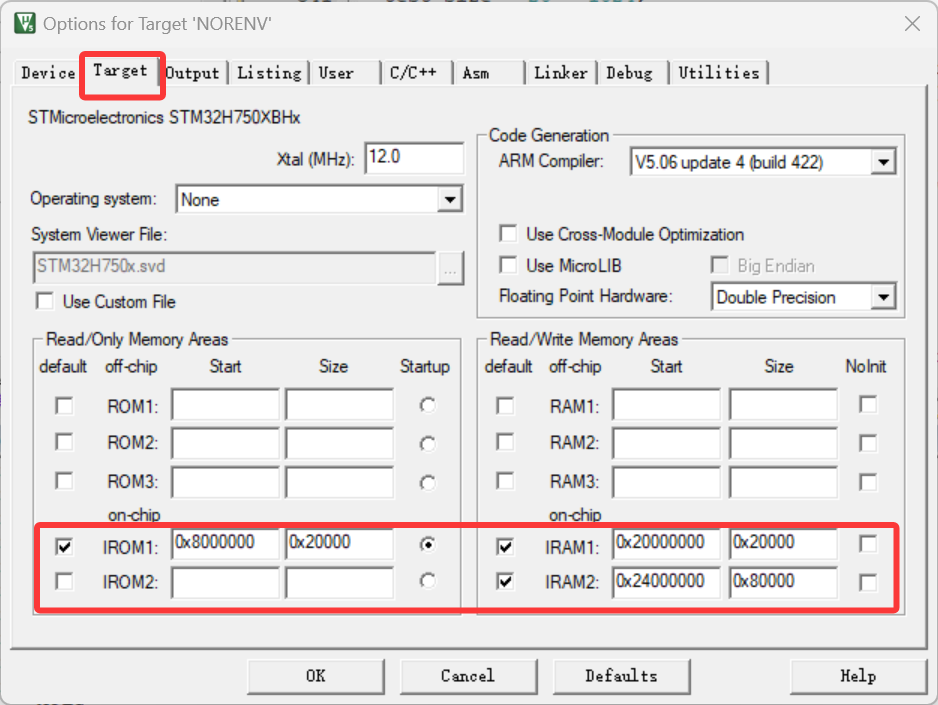 Options for Target 'NORENV'
Device Target Output Listing User C/C++ Asm Linker Debug Utilities
STMicroelectronics STM32H750XBHx
Xtal (MHz): 12.0
Operating system: None
System Viewer File:
STM32H750x.svd ...
Use Custom File
Code Generation
ARM Compiler: V5.06 update 4 (build 422)
Use Cross-Module Optimization
Use MicroLIB Big Endian
Floating Point Hardware: Double Precision
Read/Only Memory Areas
default off-chip Start Size Startup
ROM1:
ROM2:
ROM3:
on-chip
IROM1: 0x8000000 0x20000
IROM2:
Read/Write Memory Areas
default off-chip Start Size NoInit
RAM1:
RAM2:
RAM3:
on-chip
IRAM1: 0x20000000 0x20000
IRAM2: 0x24000000 0x80000
OK Cancel Defaults Help